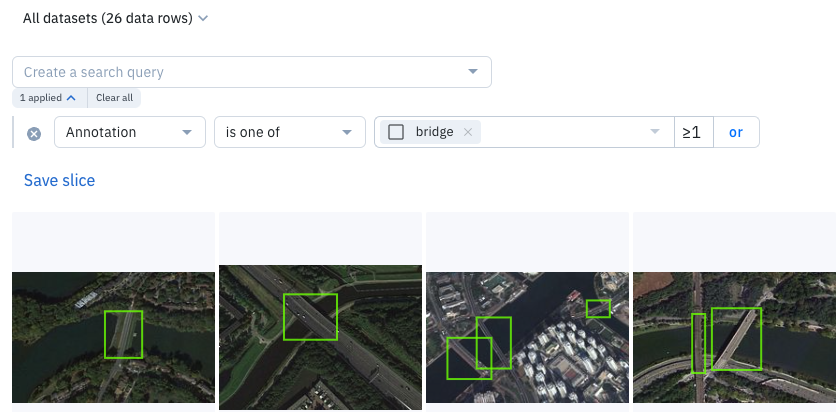 All datasets (26 data rows)
Create a search query
1 applied Clear all
Annotation is one of bridge ≥1 or
Save slice